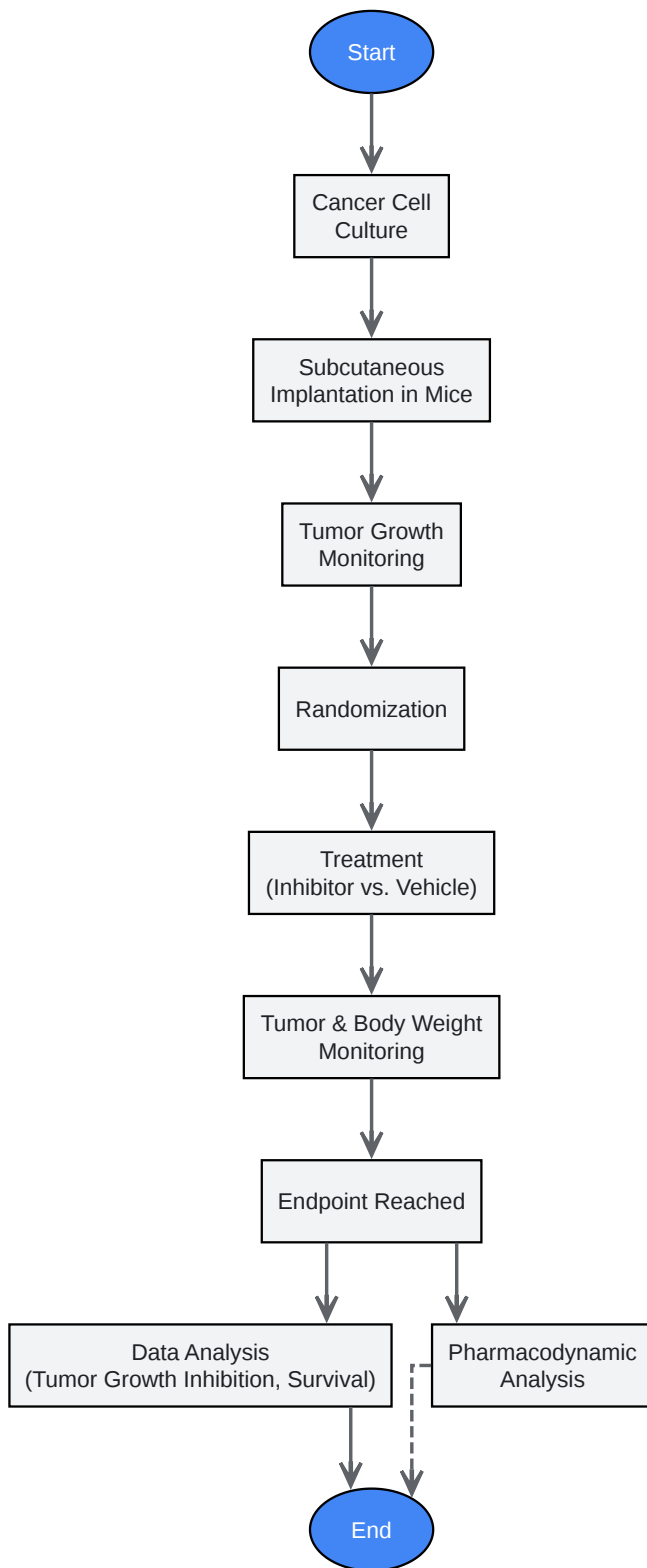 Start
Cancer Cell
Culture
Subcutaneous
Implantation in Mice
Tumor Growth
Monitoring
Randomization
Treatment
(Inhibitor vs. Vehicle)
Tumor & Body Weight
Monitoring
Endpoint Reached
Data Analysis
(Tumor Growth Inhibition, Survival)
Pharmacodynamic
Analysis
End